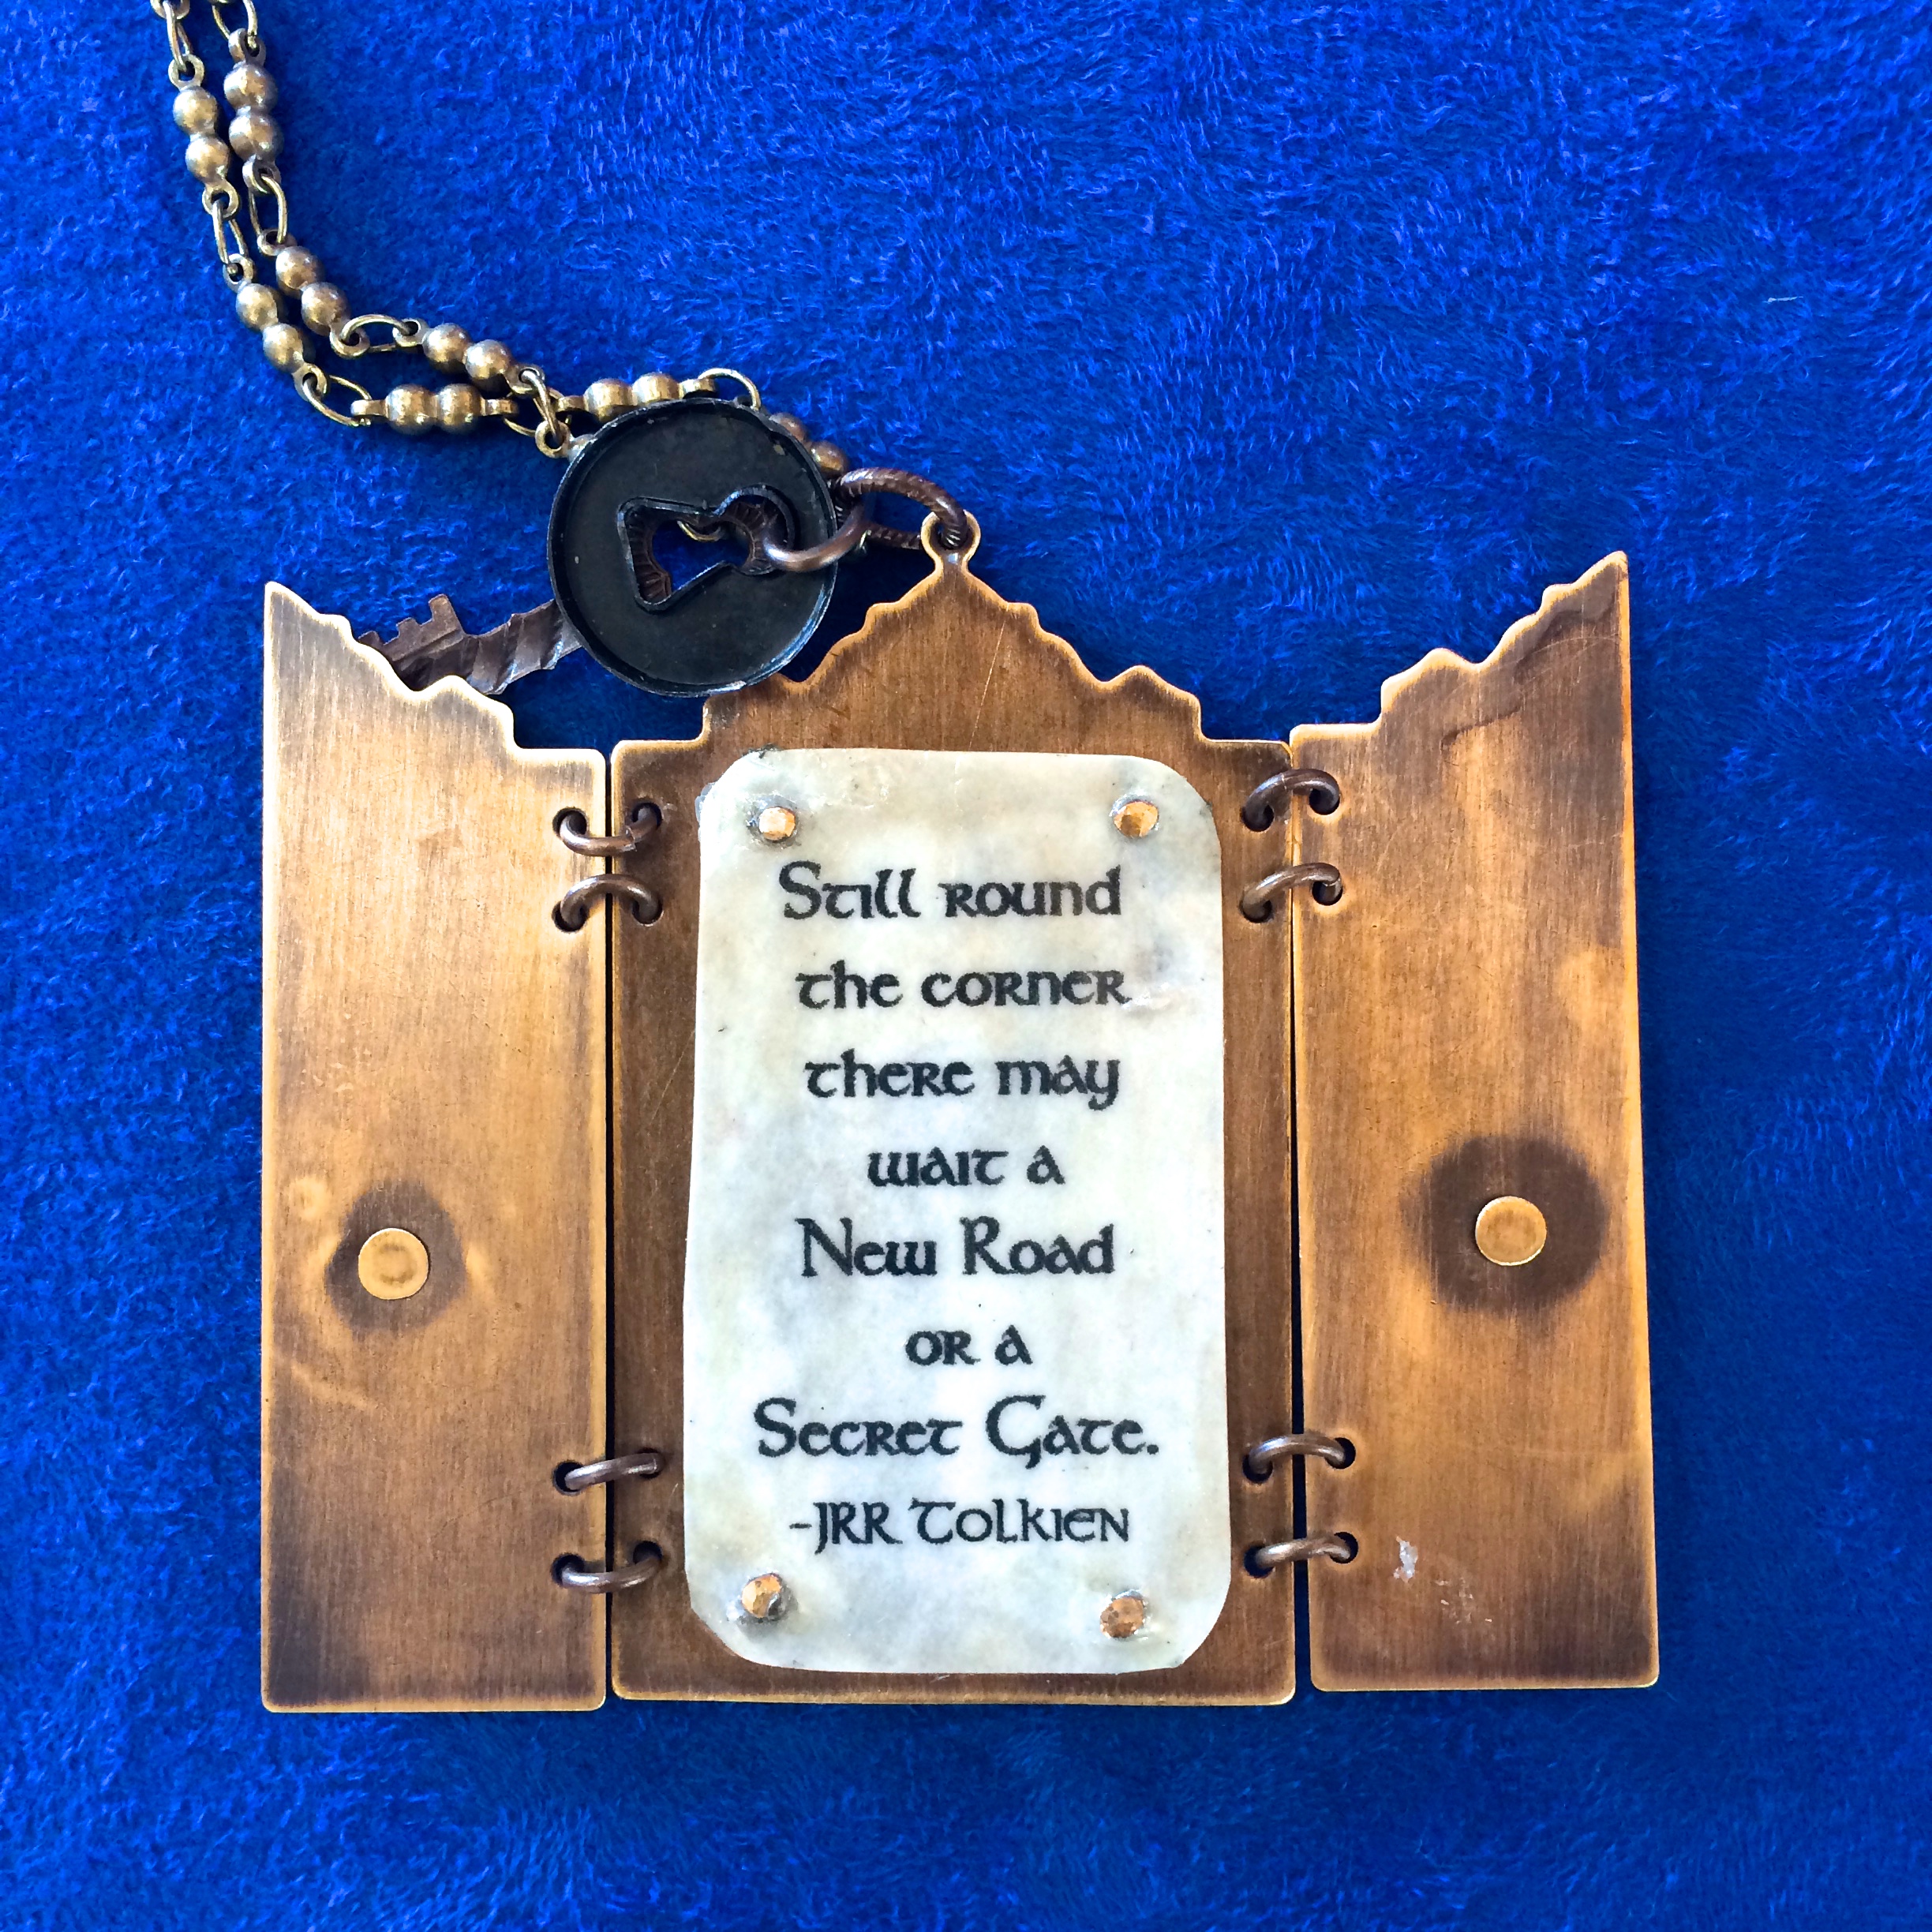 Still round
the corner
there may
wait a
New Road
or a
Secret Gate.
-JRR Tolkien